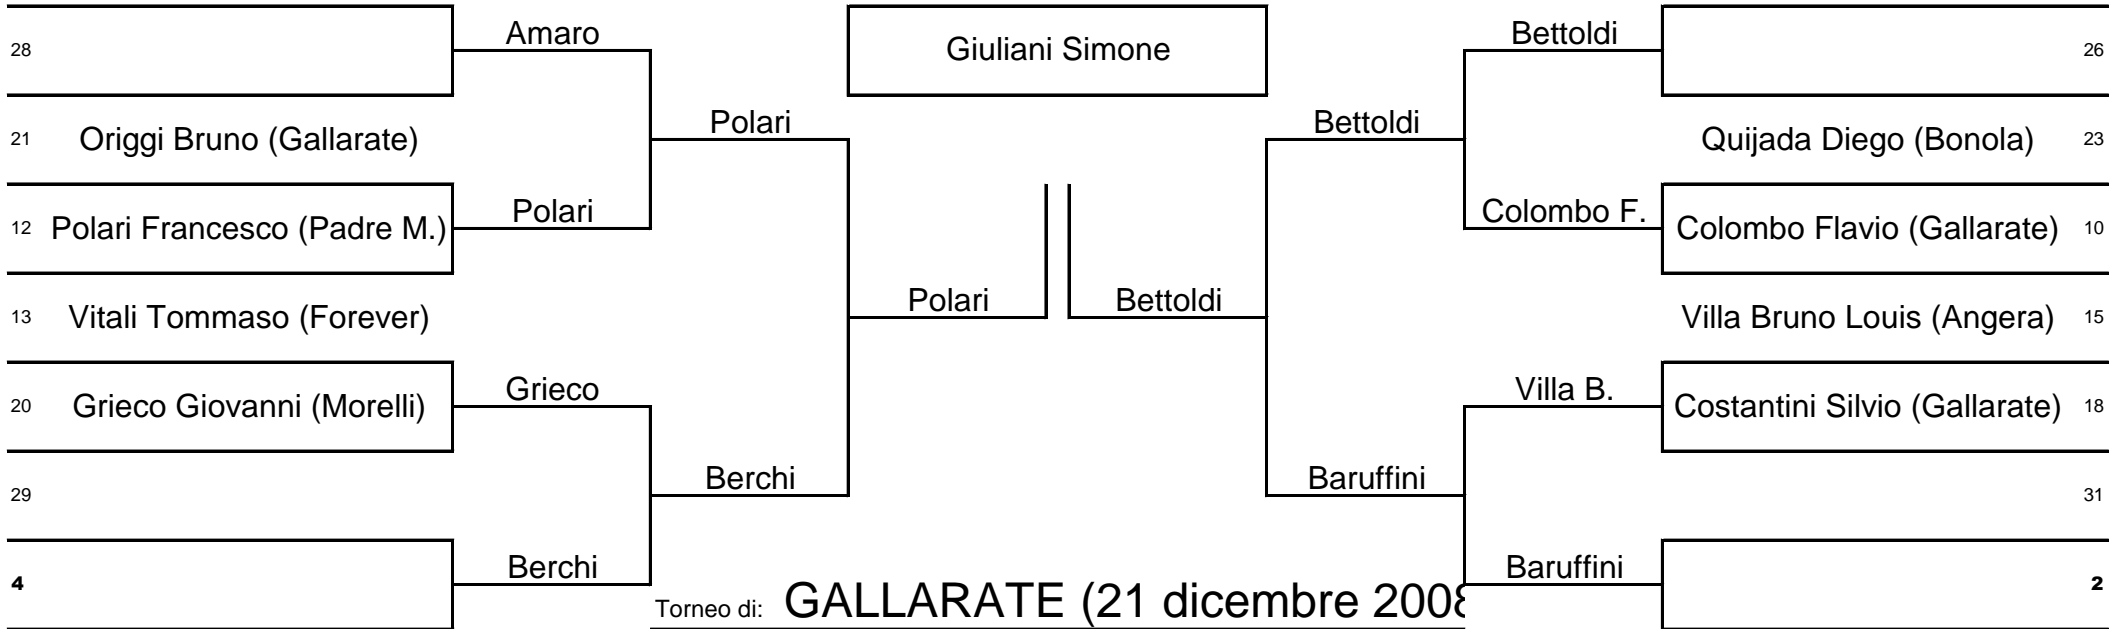 Amaro
Bettoldi
28
Giuliani Simone
26
Polari
Bettoldi
21 Origgi Bruno (Gallarate)
Quijada Diego (Bonola) 23
Polari
Colombo F.
12 Polari Francesco (Padre M.)
Colombo Flavio (Gallarate) 10
Polari
Bettoldi
13 Vitali Tommaso (Forever)
Villa Bruno Louis (Angera) 15
Grieco
Villa B.
20 Grieco Giovanni (Morelli)
Costantini Silvio (Gallarate) 18
Berchi
Baruffini
29
31
Berchi
Baruffini
4
2
Torneo di: GALLARATE (21 dicembre 2008